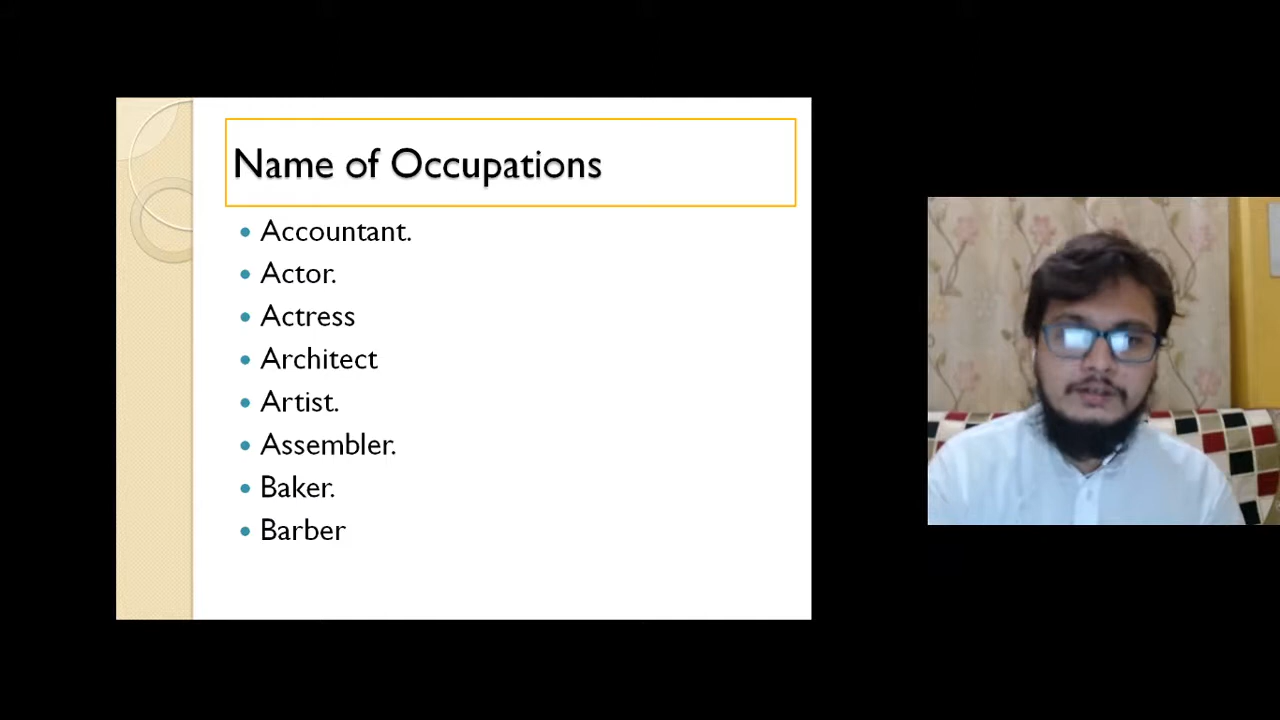 Name of Occupations
Accountant.
Actor.
Actress
Architect
Artist.
Assembler.
Baker.
Barber